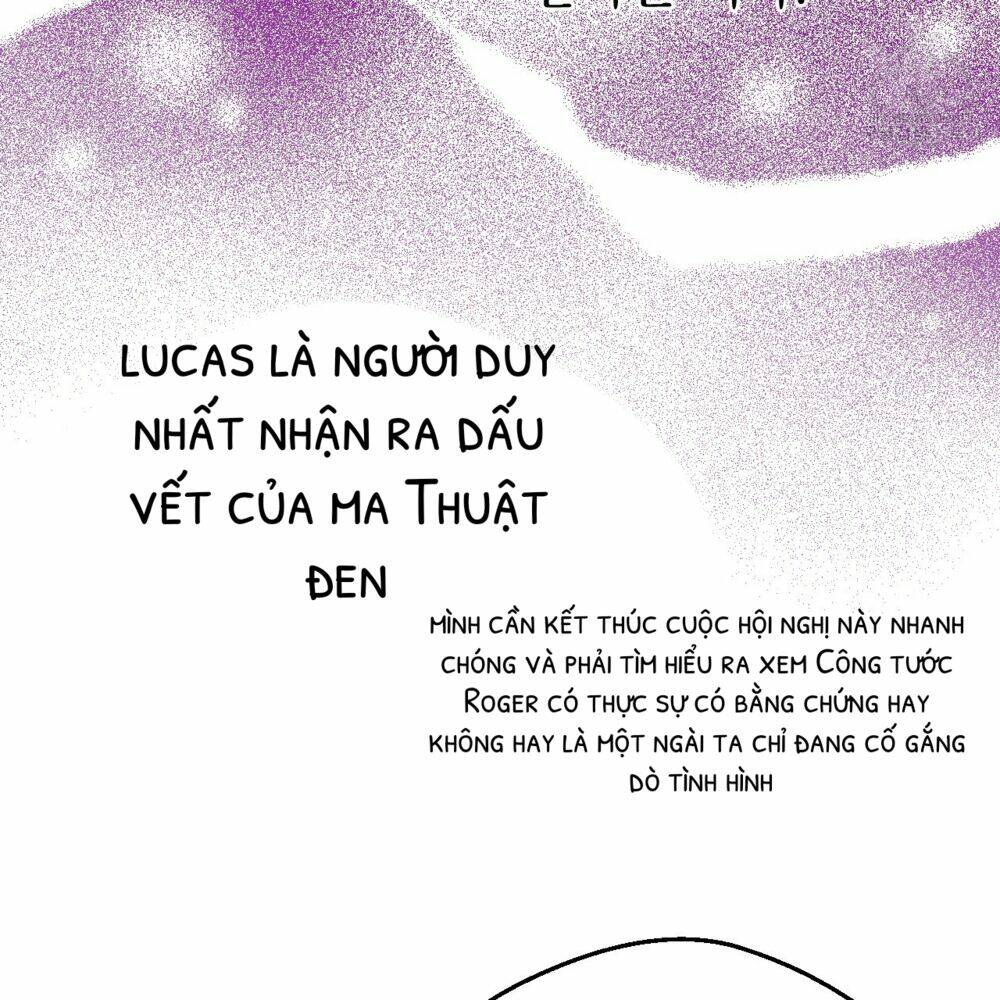 LUCAS LÀ NGƯỜI DUY
NHẤT NHẬN RA DẤU
VẾT CỦA MA THUẬT
ĐEN
MÌNH CẦN KẾT THÚC CUỘC HỘI NGHỊ NÀY NHANH
CHÓNG VÀ PHẢI TÌM HIỂU RA XEM CÔNG TƯỚC
ROGER CÓ THỰC SỰ CÓ BẰNG CHỨNG HAY
KHÔNG HAY LÀ MỘT NGÀI TA CHỈ ĐANG CỐ GẮNG
DÒ TÌNH HÌNH